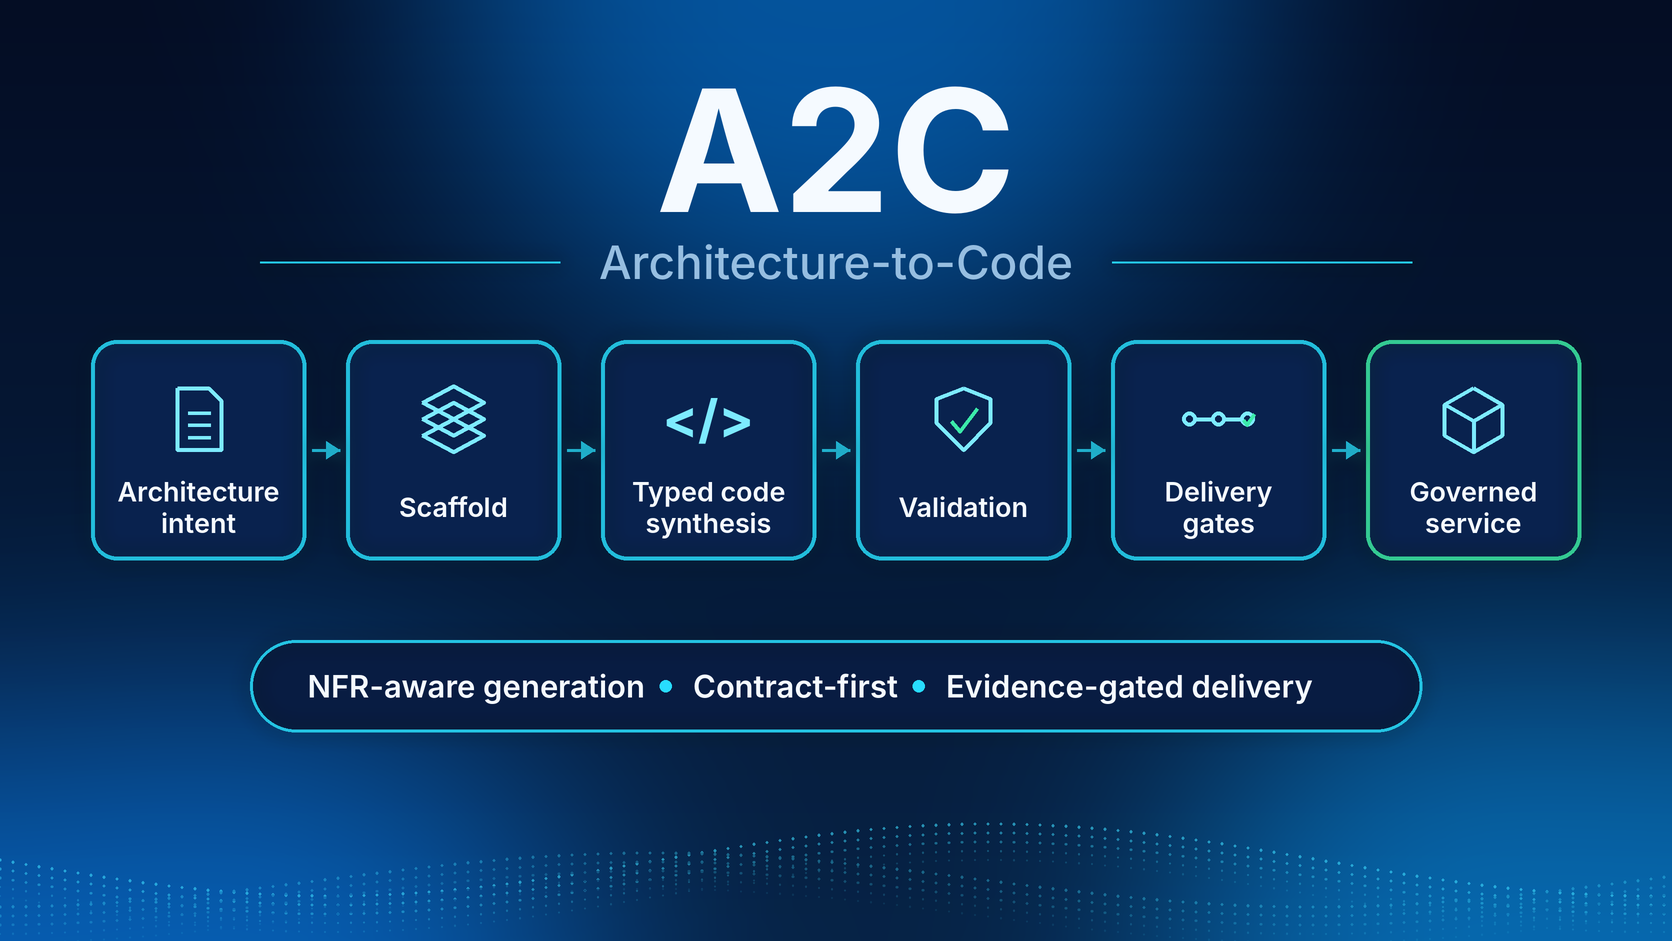 A2C
Architecture-to-Code
Architecture
intent
Scaffold
</>
Typed code
synthesis
Validation
Delivery
gates
Governed
service
NFR-aware generation • Contract-first • Evidence-gated delivery